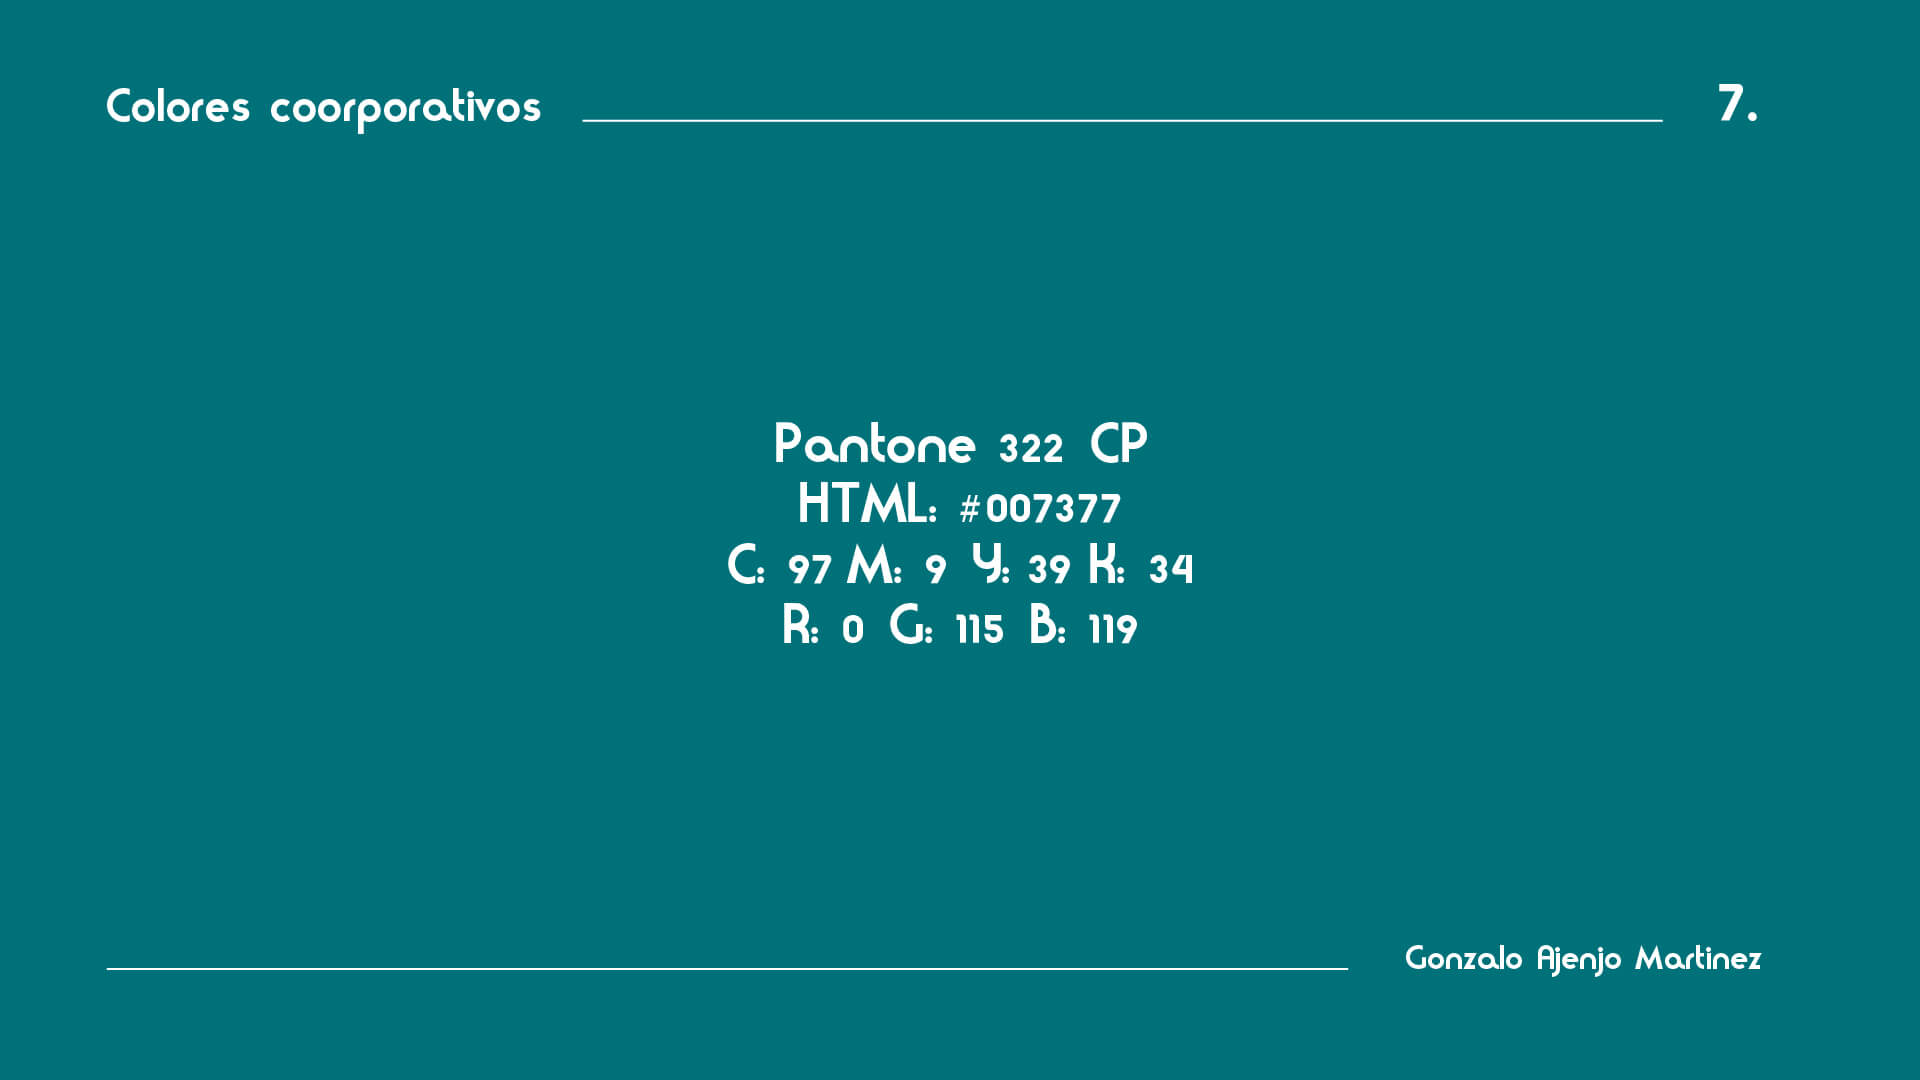 Colores coorporativos
7.
Pantone 322 CP
HTML: #007377
C: 97 M: 9 Y: 39 K: 34
R: 0 G: 115 B: 119
Gonzalo Ajenjo Martinez